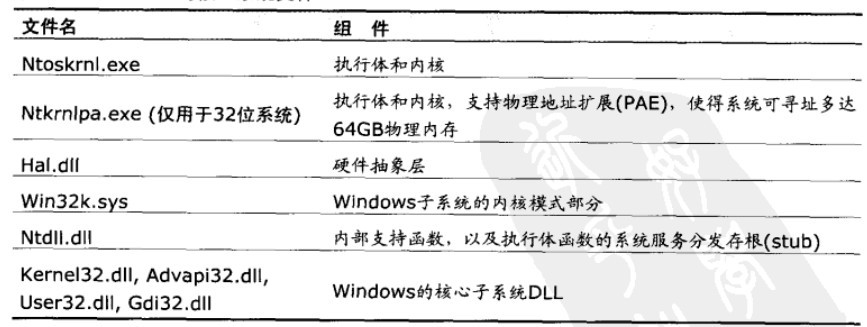 文件名 组 件
Ntoskrnl.exe 执行体和内核
Ntkrnlpa.exe (仅用于32位系统) 执行体和内核，支持物理地址扩展(PAE)，使得系统可寻址多达
64GB物理内存
Hal.dll 硬件抽象层
Win32k.sys Windows子系统的内核模式部分
Ntdll.dll 内部支持函数，以及执行体函数的系统服务分发存根(stub)
Kernel32.dll, Advapi32.dll,
User32.dll, Gdi32.dll Windows的核心子系统DLL